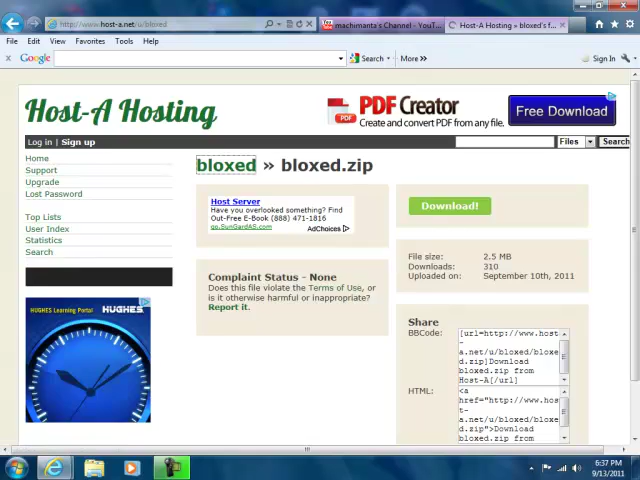 http://www.host-a.net/u/bloxed
machimanta's Channel - YouT...
Host-A Hosting » bloxed's f...
File Edit View Favorites Tools Help
Google Search More » Sign In
Host-A Hosting
PDF Creator
Create and convert PDF from any file.
Free Download
Log in | Sign up
Files
Search
Home
Support
Upgrade
Lost Password
Top Lists
User Index
Statistics
Search
HUGHES Learning Portal
HUGHES
bloxed » bloxed.zip
Host Server
Have you overlooked something? Find
Out-Free E-Book (888) 471-1816
go.SunGardAS.com
AdChoices
Complaint Status - None
Does this file violate the Terms of Use, or
is it otherwise harmful or inappropriate?
Report it.
Download!
File size: 2.5 MB
Downloads: 310
Uploaded on: September 10th, 2011
Share
BBCode:
[url=http://www.host
-
a.net/u/bloxed/bloxe
d.zip]Download
bloxed.zip from
Host-A[/url]
HTML:
<a
href="http://www.hos
t-
a.net/u/bloxed/bloxe
d.zip">Download
bloxed.zip from
6:37 PM
9/13/2011